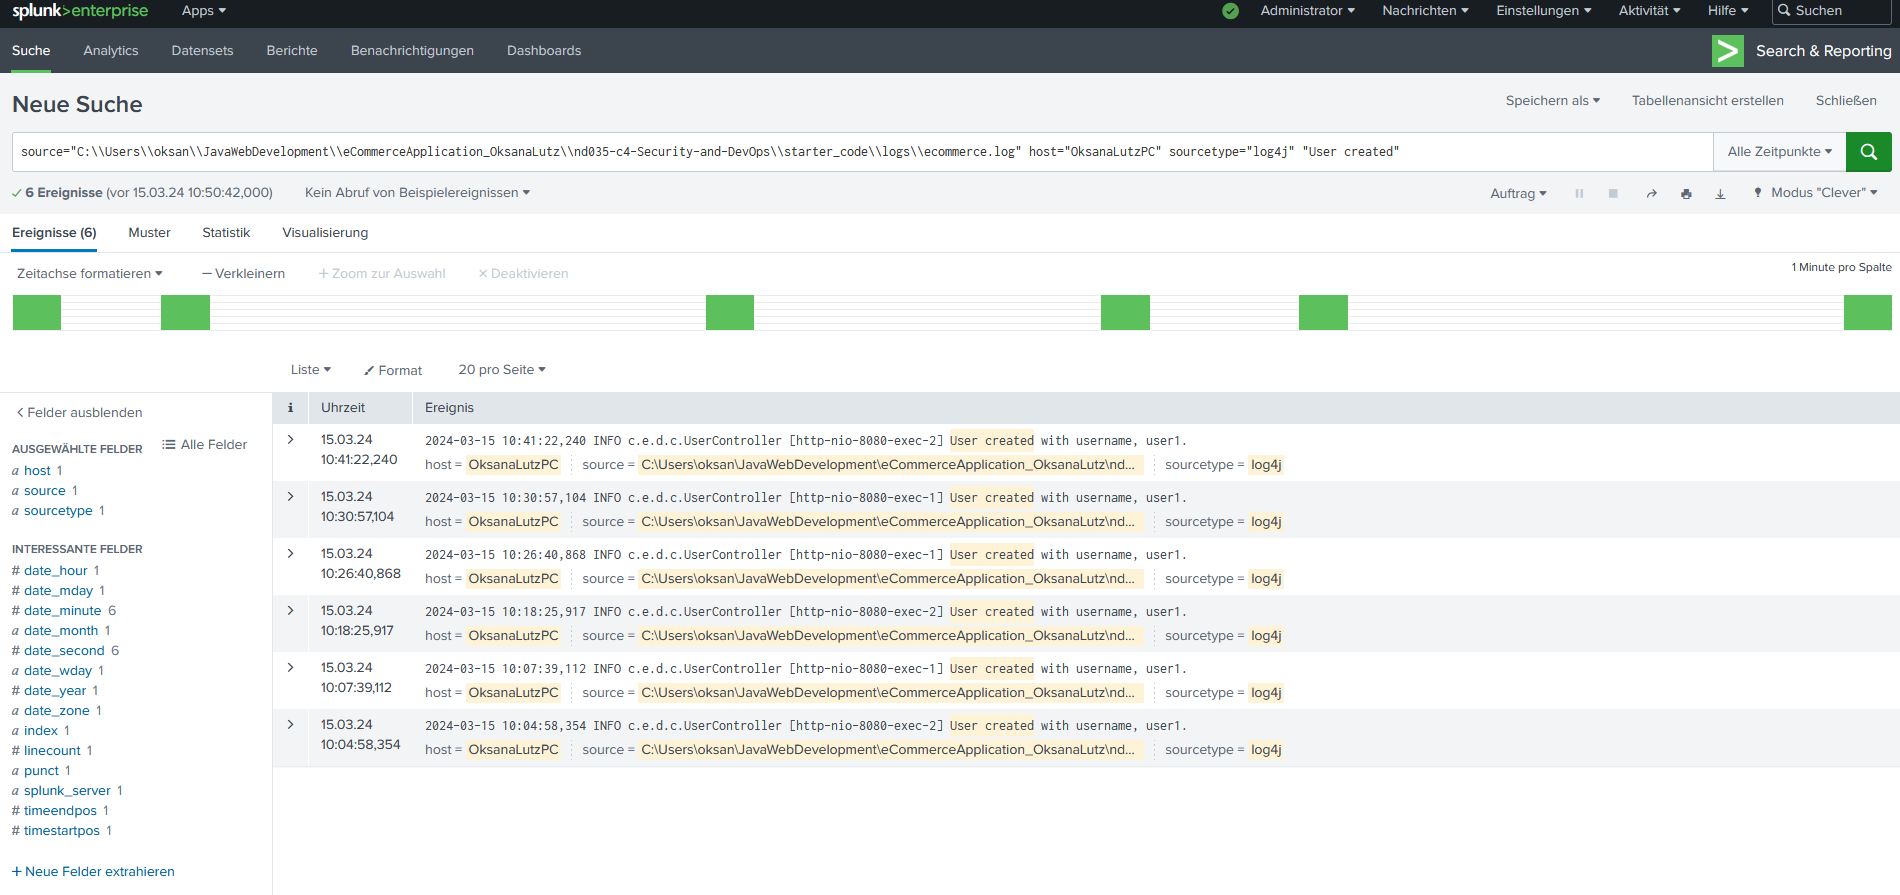 splunk>enterprise Apps Administrator Nachrichten Einstellungen Aktivität Hilfe Suchen
Suche Analytics Datensets Berichte Benachrichtigungen Dashboards Search & Reporting
Neue Suche Speichern als Tabellenansicht erstellen Schließen
source="C:\\Users\\oksan\\JavaWebDevelopment\\eCommerceApplication_OksanaLutz\\nd035-c4-Security-and-DevOps\\starter_code\\logs\\ecommerce.log" host="OksanaLutzPC" sourcetype="log4j" "User created" Alle Zeitpunkte
6 Ereignisse (vor 15.03.24 10:50:42,000) Kein Abruf von Beispielereignissen Auftrag Modus "Clever"
Ereignisse (6) Muster Statistik Visualisierung
Zeitachse formatieren — Verkleinern + Zoom zur Auswahl × Deaktivieren 1 Minute pro Spalte
Liste Format 20 pro Seite
< Felder ausblenden
AUSGEWÄHLTE FELDER Alle Felder
a host 1
a source 1
a sourcetype 1
INTERESSANTE FELDER
# date_hour 1
# date_mday 1
# date_minute 6
a date_month 1
# date_second 6
a date_wday 1
# date_year 1
a date_zone 1
a index 1
# linecount 1
a punct 1
a splunk_server 1
# timeendpos 1
# timestartpos 1
+ Neue Felder extrahieren
i Uhrzeit Ereignis
> 15.03.24 2024-03-15 10:41:22,240 INFO c.e.d.c.UserController [http-nio-8080-exec-2] User created with username, user1.
10:41:22,240 host = OksanaLutzPC source = C:\Users\oksan\JavaWebDevelopment\eCommerceApplication_OksanaLutz\nd... sourcetype = log4j
> 15.03.24 2024-03-15 10:30:57,104 INFO c.e.d.c.UserController [http-nio-8080-exec-1] User created with username, user1.
10:30:57,104 host = OksanaLutzPC source = C:\Users\oksan\JavaWebDevelopment\eCommerceApplication_OksanaLutz\nd... sourcetype = log4j
> 15.03.24 2024-03-15 10:26:40,868 INFO c.e.d.c.UserController [http-nio-8080-exec-1] User created with username, user1.
10:26:40,868 host = OksanaLutzPC source = C:\Users\oksan\JavaWebDevelopment\eCommerceApplication_OksanaLutz\nd... sourcetype = log4j
> 15.03.24 2024-03-15 10:18:25,917 INFO c.e.d.c.UserController [http-nio-8080-exec-2] User created with username, user1.
10:18:25,917 host = OksanaLutzPC source = C:\Users\oksan\JavaWebDevelopment\eCommerceApplication_OksanaLutz\nd... sourcetype = log4j
> 15.03.24 2024-03-15 10:07:39,112 INFO c.e.d.c.UserController [http-nio-8080-exec-1] User created with username, user1.
10:07:39,112 host = OksanaLutzPC source = C:\Users\oksan\JavaWebDevelopment\eCommerceApplication_OksanaLutz\nd... sourcetype = log4j
> 15.03.24 2024-03-15 10:04:58,354 INFO c.e.d.c.UserController [http-nio-8080-exec-2] User created with username, user1.
10:04:58,354 host = OksanaLutzPC source = C:\Users\oksan\JavaWebDevelopment\eCommerceApplication_OksanaLutz\nd... sourcetype = log4j